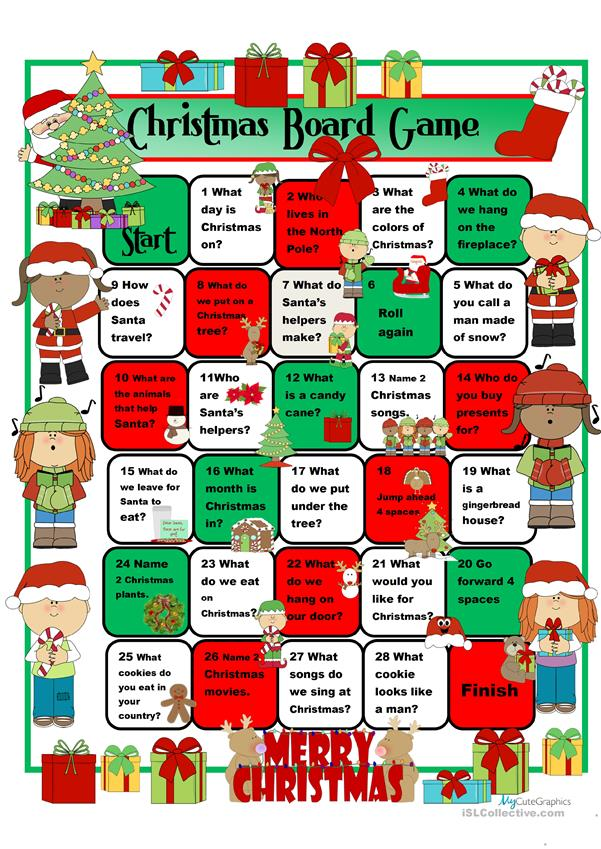 Christmas Board Game
Start
1 What
day is
Christmas
on?
2 Who
lives in
the North
Pole?
3 What
are the
colors of
Christmas?
4 What do
we hang
on the
fireplace?
9 How
does
Santa
travel?
8 What do
we put on a
Christmas
tree?
7 What do
Santa's
helpers
make?
6
Roll
again
5 What do
you call a
man made
of snow?
10 What are
the animals
that help
Santa?
11Who
are
Santa's
helpers?
12 What
is a candy
cane?
13 Name 2
Christmas
songs.
14 Who do
you buy
presents
for?
15 What do
we leave for
Santa to
eat?
16 What
month is
Christmas
in?
17 What
do we put
under the
tree?
18
Jump ahead
4 spaces
19 What
is a
gingerbread
house?
24 Name
2 Christmas
plants.
23 What
do we eat
on
Christmas?
22 What
do we
hang on
our door?
21 What
would you
like for
Christmas?
20 Go
forward 4
spaces
25 What
cookies do
you eat in
your
country?
26 Name 2
Christmas
movies.
27 What
songs do
we sing at
Christmas?
28 What
cookie
looks like
a man?
Finish
MERRY
CHRISTMAS
MyCuteGraphics
iSLCollective.com